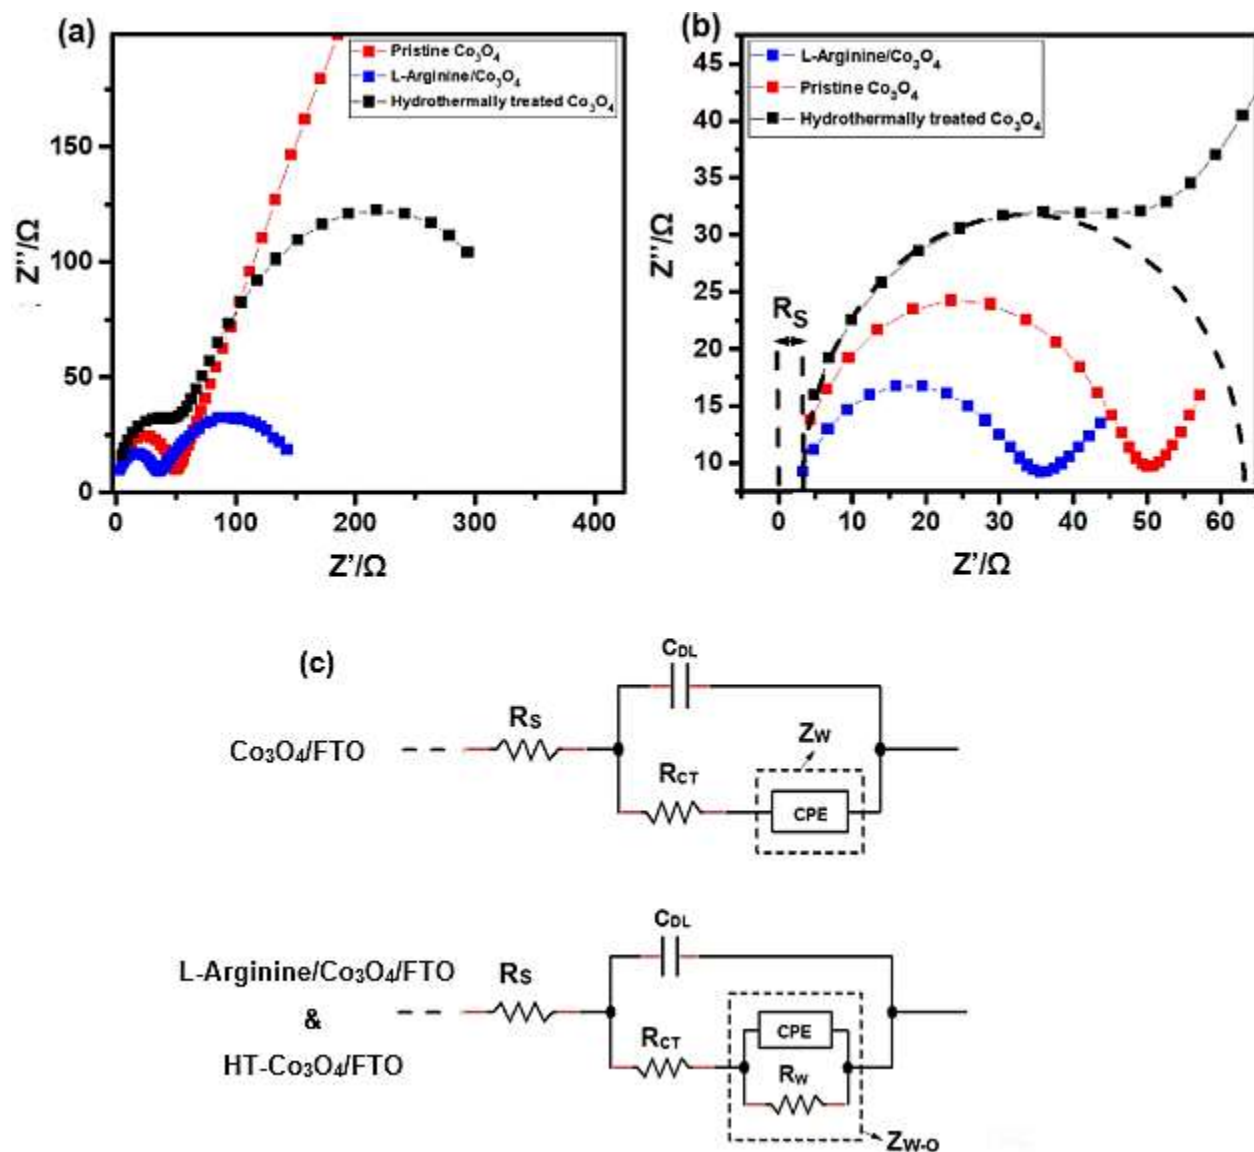 (a)
Z''/Ω
150
100
50
0
0 100 200 300 400
Z'/Ω
Pristine Co₃O₄
L-Arginine/Co₃O₄
Hydrothermally treated Co₃O₄
(b)
Z''/Ω
45
40
35
30
25
20
15
10
0 10 20 30 40 50 60
Z'/Ω
L-Arginine/Co₃O₄
Pristine Co₃O₄
Hydrothermally treated Co₃O₄
RS
(c)
Co₃O₄/FTO
RS
CDL
RCT
ZW
CPE
L-Arginine/Co₃O₄/FTO
&
HT-Co₃O₄/FTO
RS
CDL
RCT
CPE
RW
ZW-O